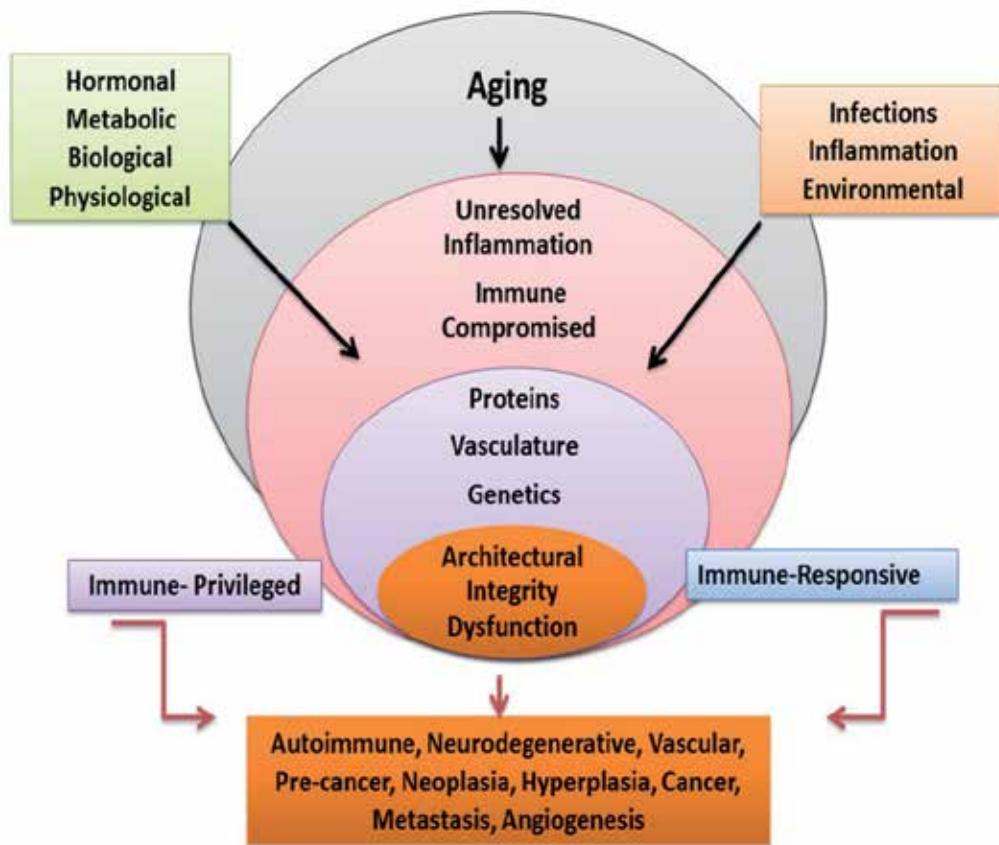 Aging
Hormonal
Metabolic
Biological
Physiological
Infections
Inflammation
Environmental
Unresolved
Inflammation
Immune
Compromised
Proteins
Vasculature
Genetics
Architectural
Integrity
Dysfunction
Immune- Privileged
Immune-Responsive
Autoimmune, Neurodegenerative, Vascular,
Pre-cancer, Neoplasia, Hyperplasia, Cancer,
Metastasis, Angiogenesis